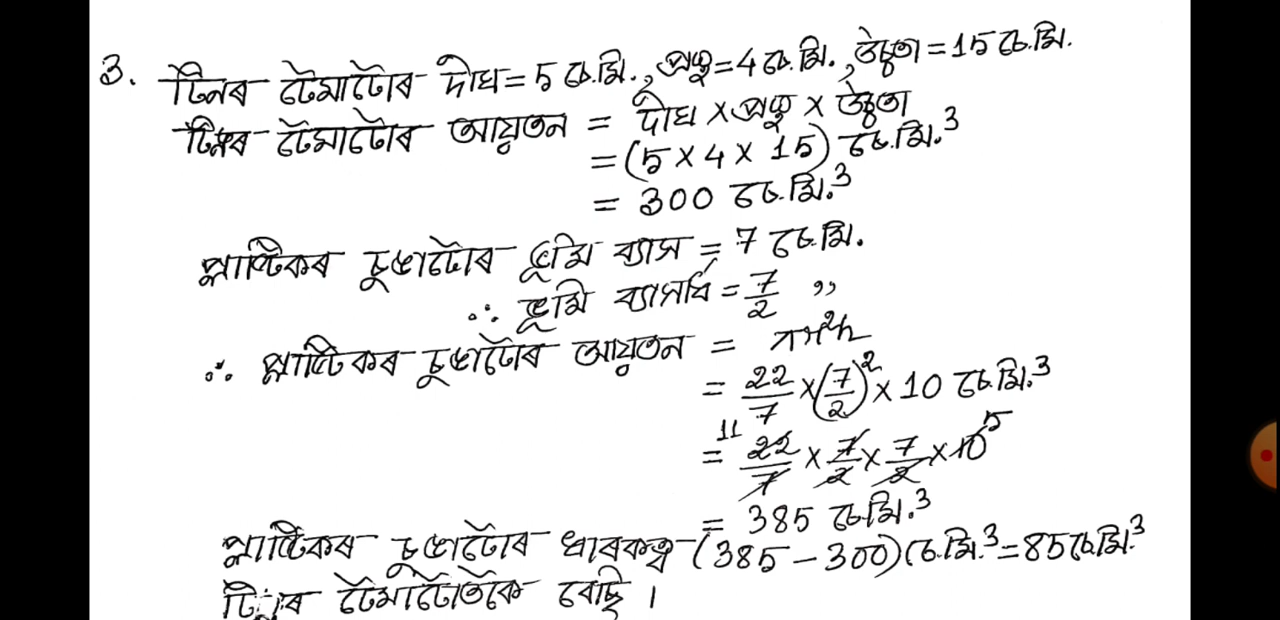 3. টিনৰ টেমাটোৰ দীঘ = 5 চে.মি., প্ৰস্থ = 4 চে.মি., উচ্চতা = 15 চে.মি.
টিনৰ টেমাটোৰ আয়তন = দীঘ × প্ৰস্থ × উচ্চতা
= (5 × 4 × 15) চে.মি.³
= 300 চে.মি.³
প্লাষ্টিকৰ চুঙাটোৰ ভূমি ব্যাস = 7 চে.মি.
∴ ভূমি ব্যাসাৰ্ধ = 7/2 ,,
∴ প্লাষ্টিকৰ চুঙাটোৰ আয়তন = πr²h
= 22/7 × (7/2)² × 10 চে.মি.³
= 22/7 × 7/2 × 7/2 × 10 11 5
= 385 চে.মি.³
প্লাষ্টিকৰ চুঙাটোৰ ধাৰকত্ব (385 – 300) চে.মি.³ = 85 চে.মি.³
টেমাটোতকৈ বেছি ।